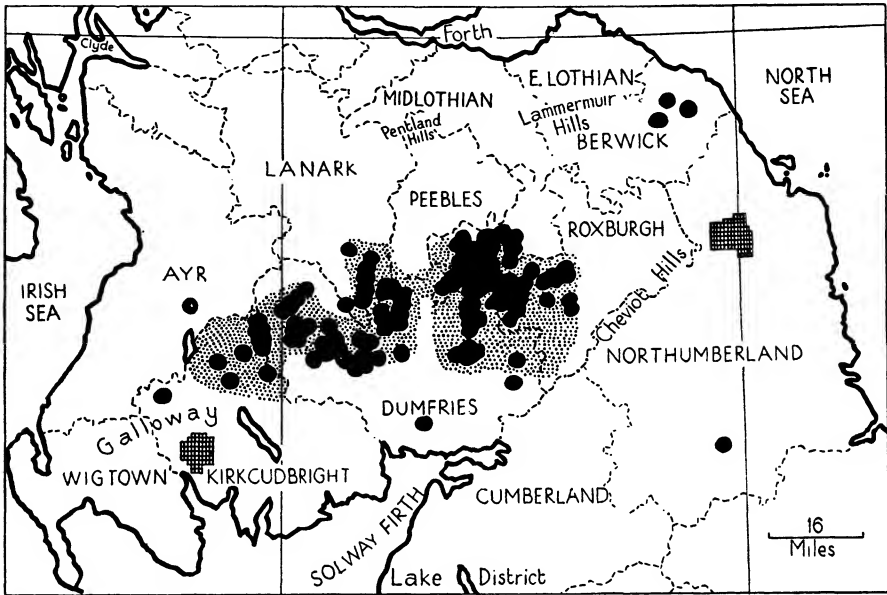 Clyde
Forth
E. LOTHIAN
NORTH
SEA
MIDLOTHIAN
Lammermuir
Hills
Pentland
Hills
BERWICK
LANARK
PEEBLES
ROXBURGH
AYR
IRISH
SEA
Cheviot Hills
NORTHUMBERLAND
DUMFRIES
Galloway
WIGTOWN
KIRKCUDBRIGHT
CUMBERLAND
SOLWAY FIRTH
16
Miles
Lake District